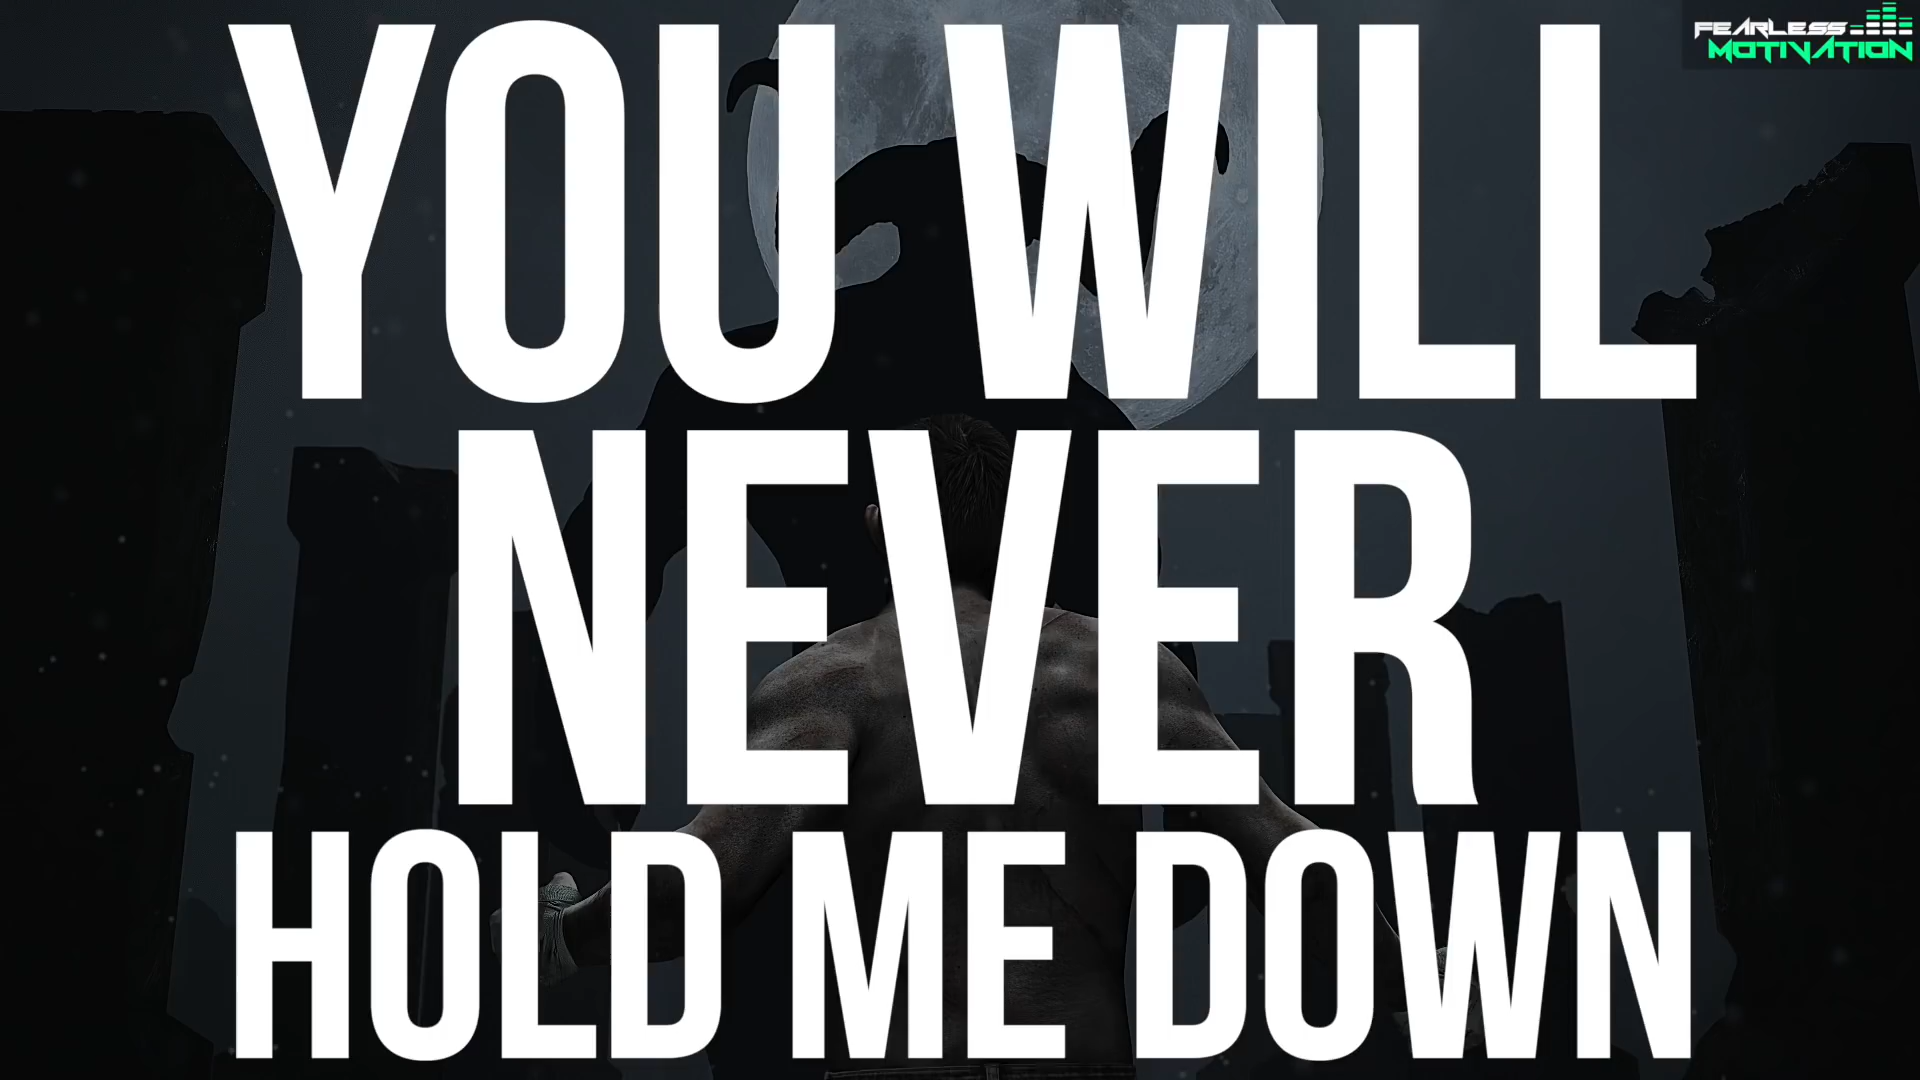 FEARLESS
MOTIVATION
YOU WILL
NEVER
HOLD ME DOWN